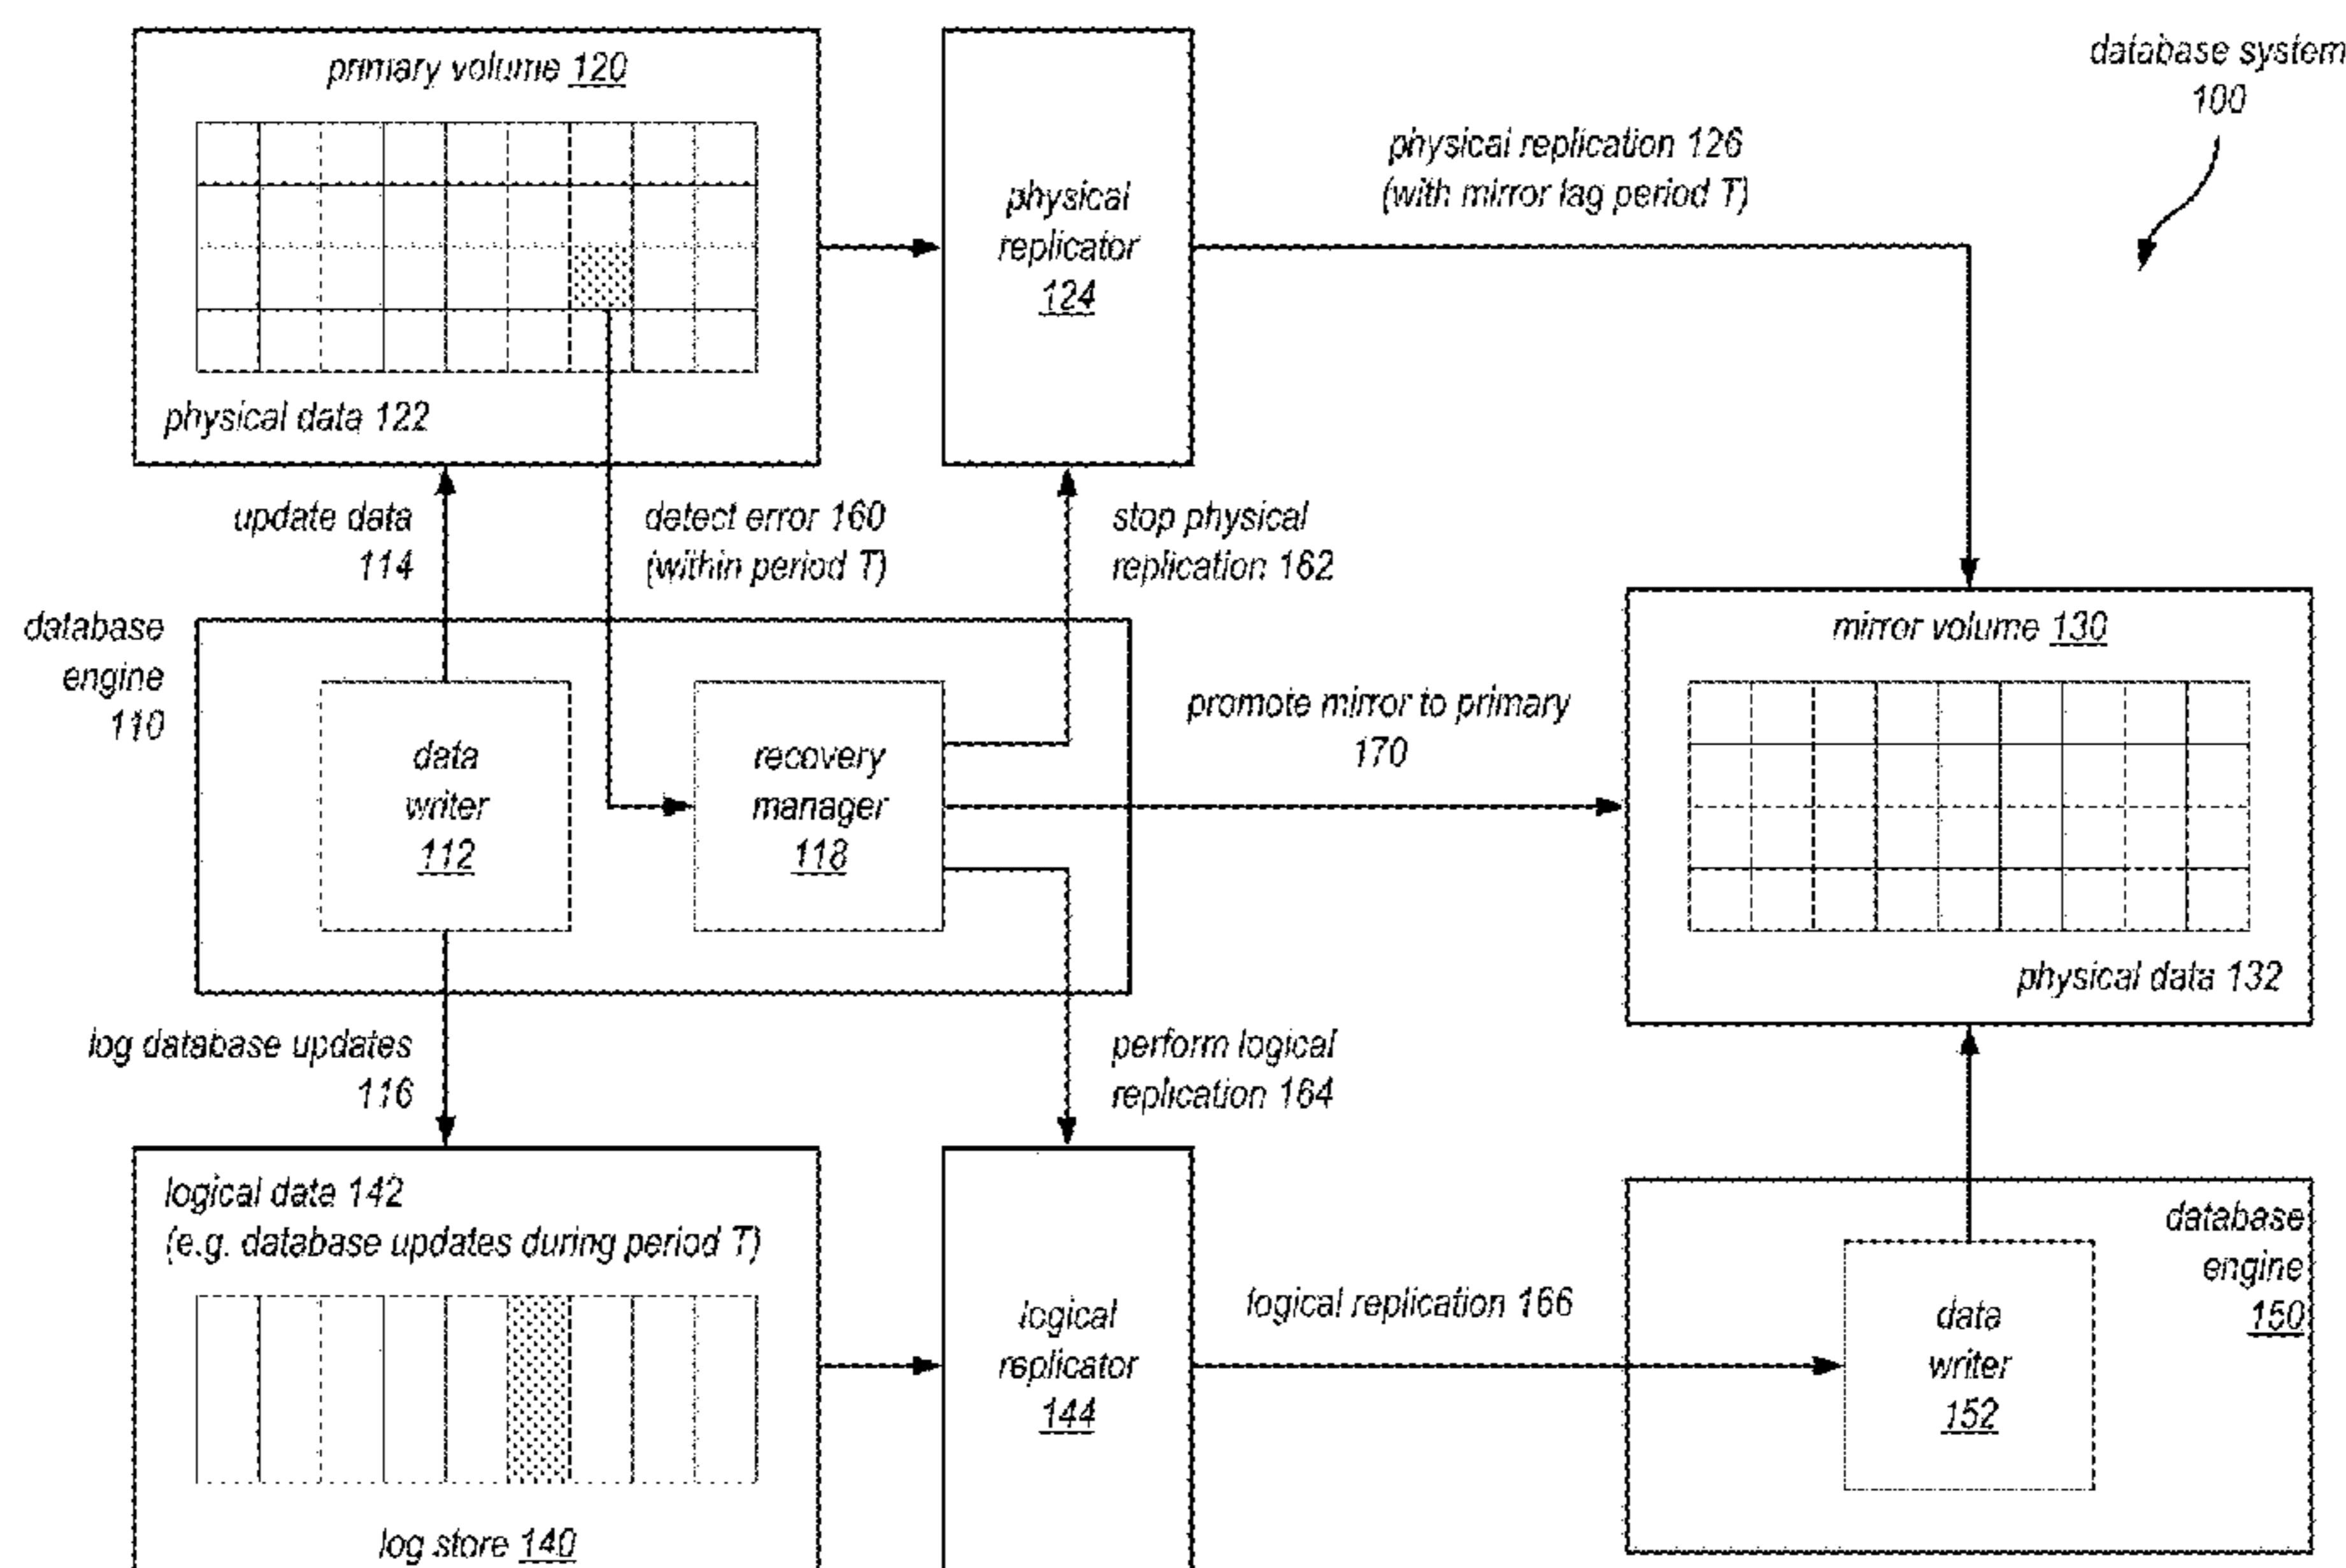 primary volume 120
physical data 122
physical
replicator
124
physical replication 126
(with mirror lag period T)
database system
100
update data
114
detect error 160
(within period T)
stop physical
replication 162
database
engine
110
data
writer
112
recovery
manager
118
promote mirror to primary
170
mirror volume 130
physical data 132
log database updates
116
perform logical
replication 164
logical data 142
(e.g. database updates during period T)
log store 140
logical
replicator
144
logical replication 166
database
engine
150
data
writer
152